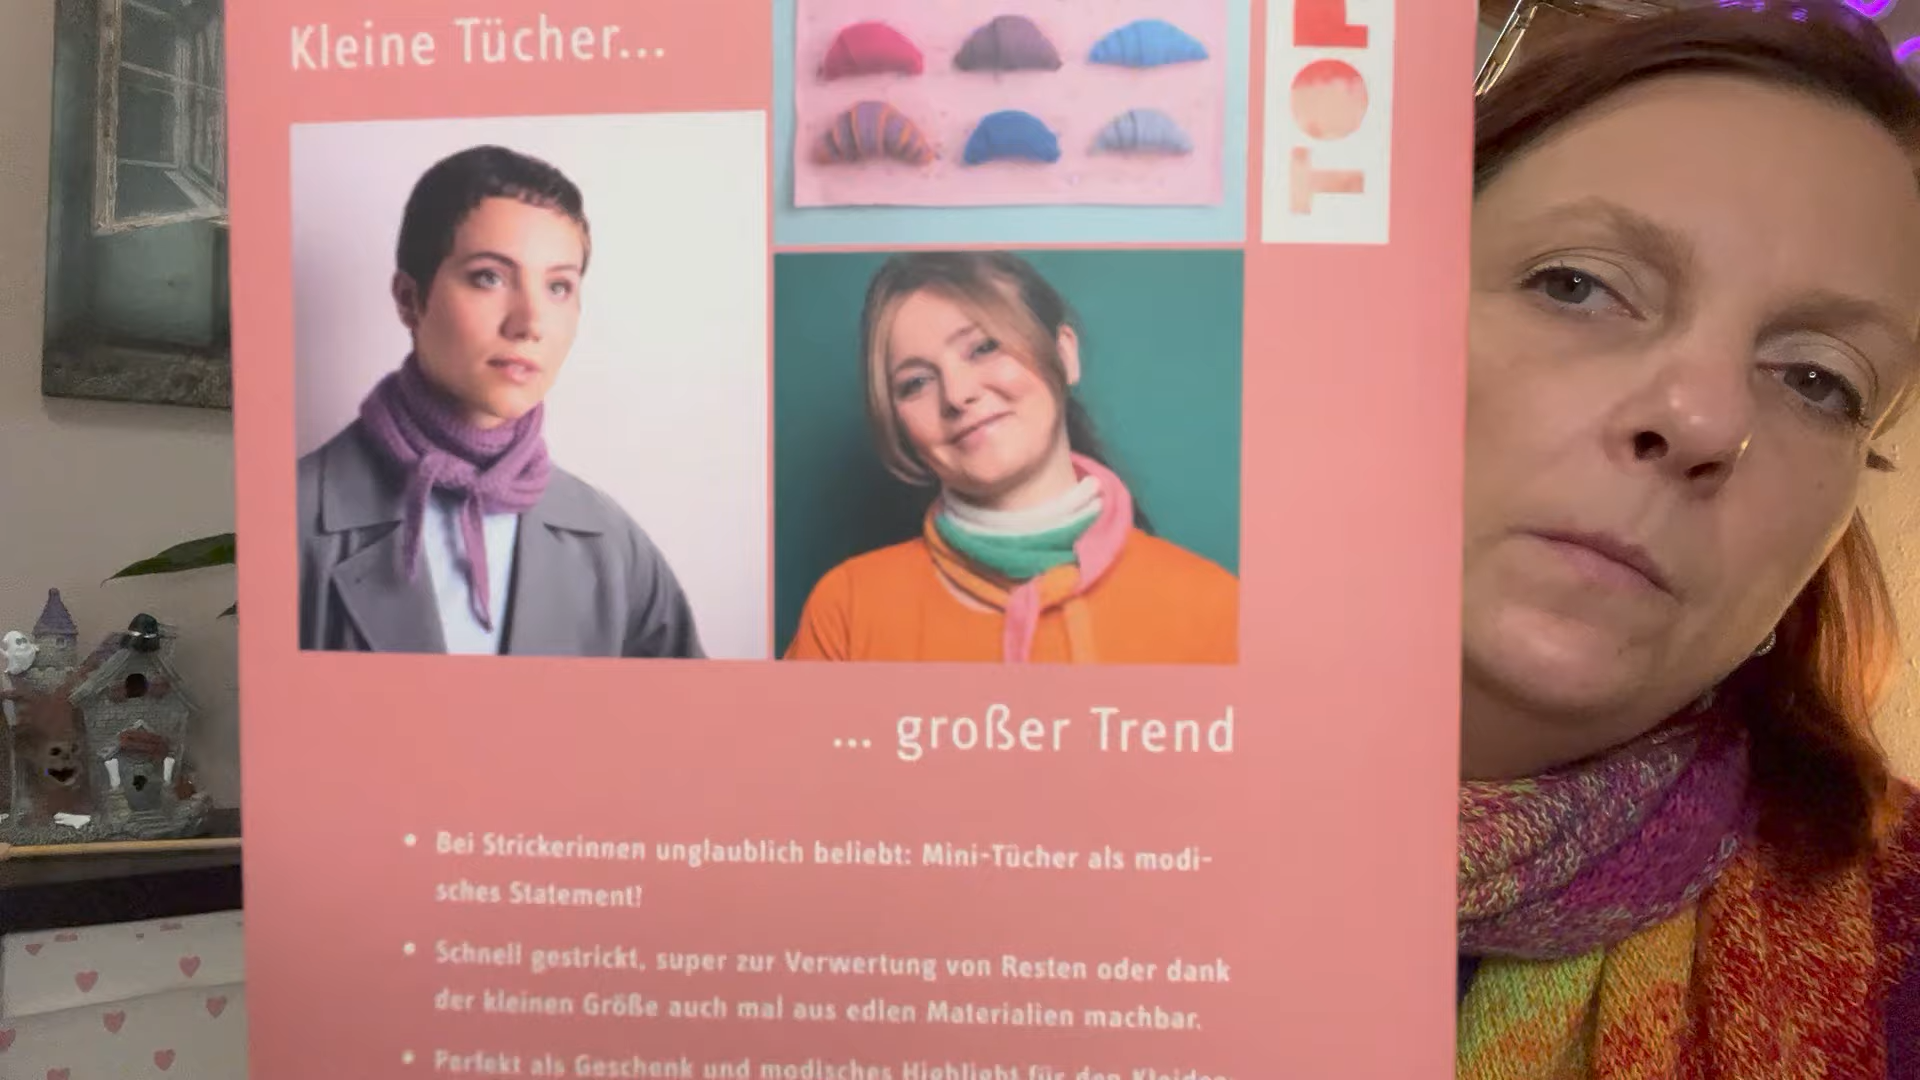 Kleine Tücher...
TOP
... großer Trend
• Bei Strickerinnen unglaublich beliebt: Mini-Tücher als modi-
sches Statement!
• Schnell gestrickt, super zur Verwertung von Resten oder dank
der kleinen Größe auch mal aus edlen Materialien machbar.
• Perfekt als Geschenk und modisches Highlight für den Kleider-